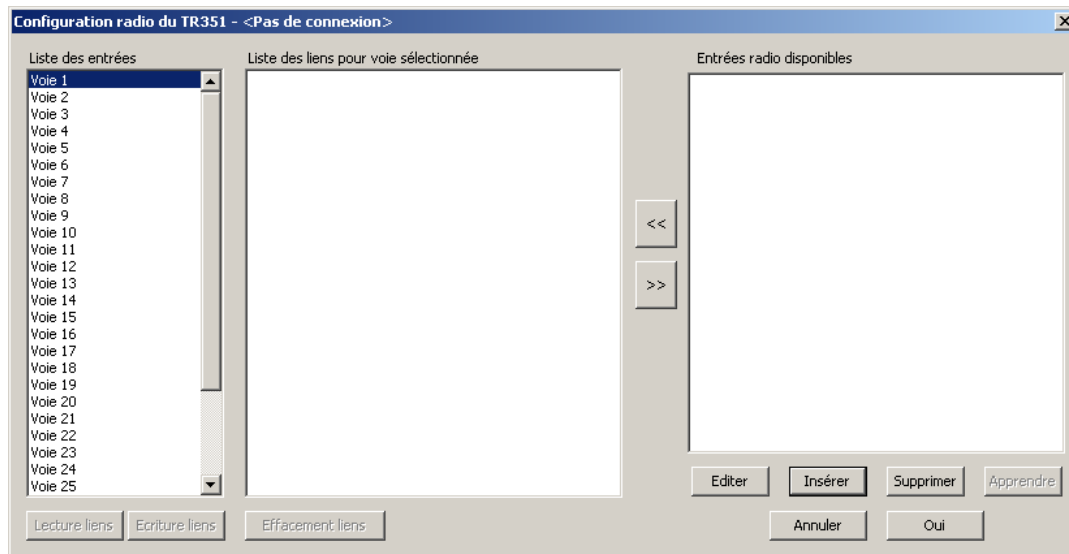 Configuration radio du TR351 - <Pas de connexion>
Liste des entrées
Liste des liens pour voie sélectionnée
Entrées radio disponibles
Voie 1
Voie 2
Voie 3
Voie 4
Voie 5
Voie 6
Voie 7
Voie 8
Voie 9
Voie 10
Voie 11
Voie 12
Voie 13
Voie 14
Voie 15
Voie 16
Voie 17
Voie 18
Voie 19
Voie 20
Voie 21
Voie 22
Voie 23
Voie 24
Voie 25
<<
>>
Editer
Insérer
Supprimer
Apprendre
Lecture liens
Ecriture liens
Effacement liens
Annuler
Oui